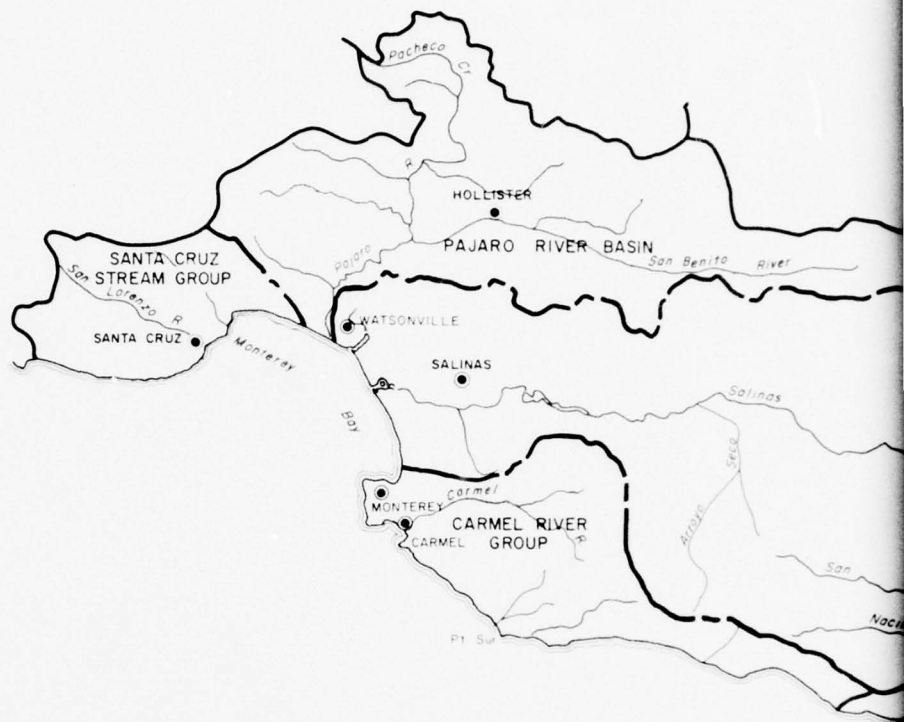 Pacheco
Cr
R
HOLLISTER
PAJARO RIVER BASIN
Pajaro
San Benito River
SANTA CRUZ
STREAM GROUP
San Lorenzo R
SANTA CRUZ
WATSONVILLE
Monterey
Bay
SALINAS
Salinas
Arroyo Seco
MONTEREY
Carmel
R
CARMEL RIVER
GROUP
CARMEL
San
Pt Sur